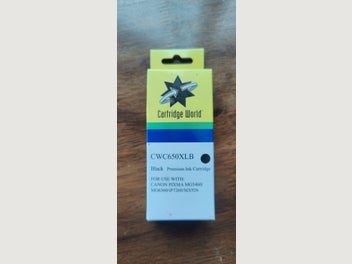 Cartridge World
CWC650XLB
Black Premium Ink Cartridge
FOR USE WITH:
CANON PIXMA